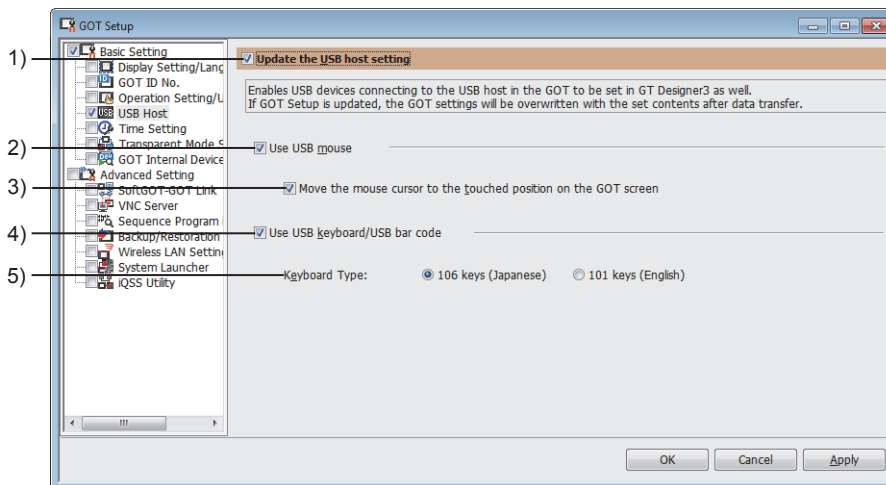 GOT Setup
Basic Setting
Display Setting/Lang
GOT ID No.
Operation Setting/U
USB Host
Time Setting
Transparent Mode S
GOT Internal Device
Advanced Setting
SoftGOT-GOT Link
VNC Server
Sequence Program
Backup/Restoration
Wireless LAN Setting
System Launcher
iQSS Utility
1)
Update the USB host setting
Enables USB devices connecting to the USB host in the GOT to be set in GT Designer3 as well.
If GOT Setup is updated, the GOT settings will be overwritten with the set contents after data transfer.
2)
Use USB mouse
3)
Move the mouse cursor to the touched position on the GOT screen
4)
Use USB keyboard/USB bar code
5)
Keyboard Type: 106 keys (Japanese) 101 keys (English)
OK Cancel Apply